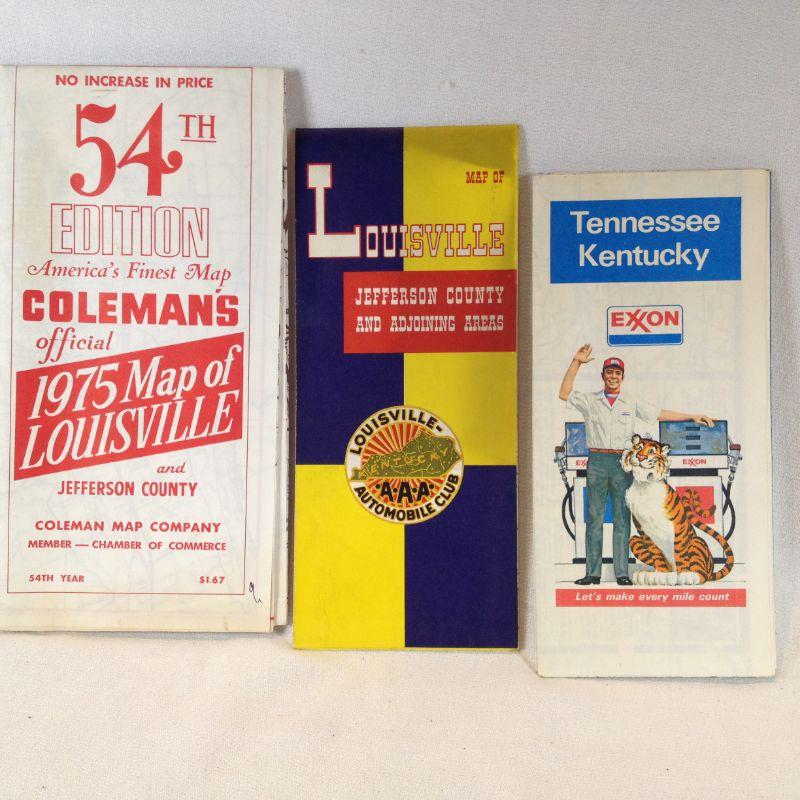 NO INCREASE IN PRICE
54TH
EDITION
America's Finest Map
COLEMAN'S
official
1975 Map of
LOUISVILLE
and
JEFFERSON COUNTY
COLEMAN MAP COMPANY
MEMBER — CHAMBER OF COMMERCE
54TH YEAR $1.67
MAP OF
LOUISVILLE
JEFFERSON COUNTY
AND ADJOINING AREAS
LOUISVILLE-
KENTUCKY
A.A.A.
AUTOMOBILE CLUB
Tennessee
Kentucky
EXXON
EXXON
EXXON
Let's make every mile count